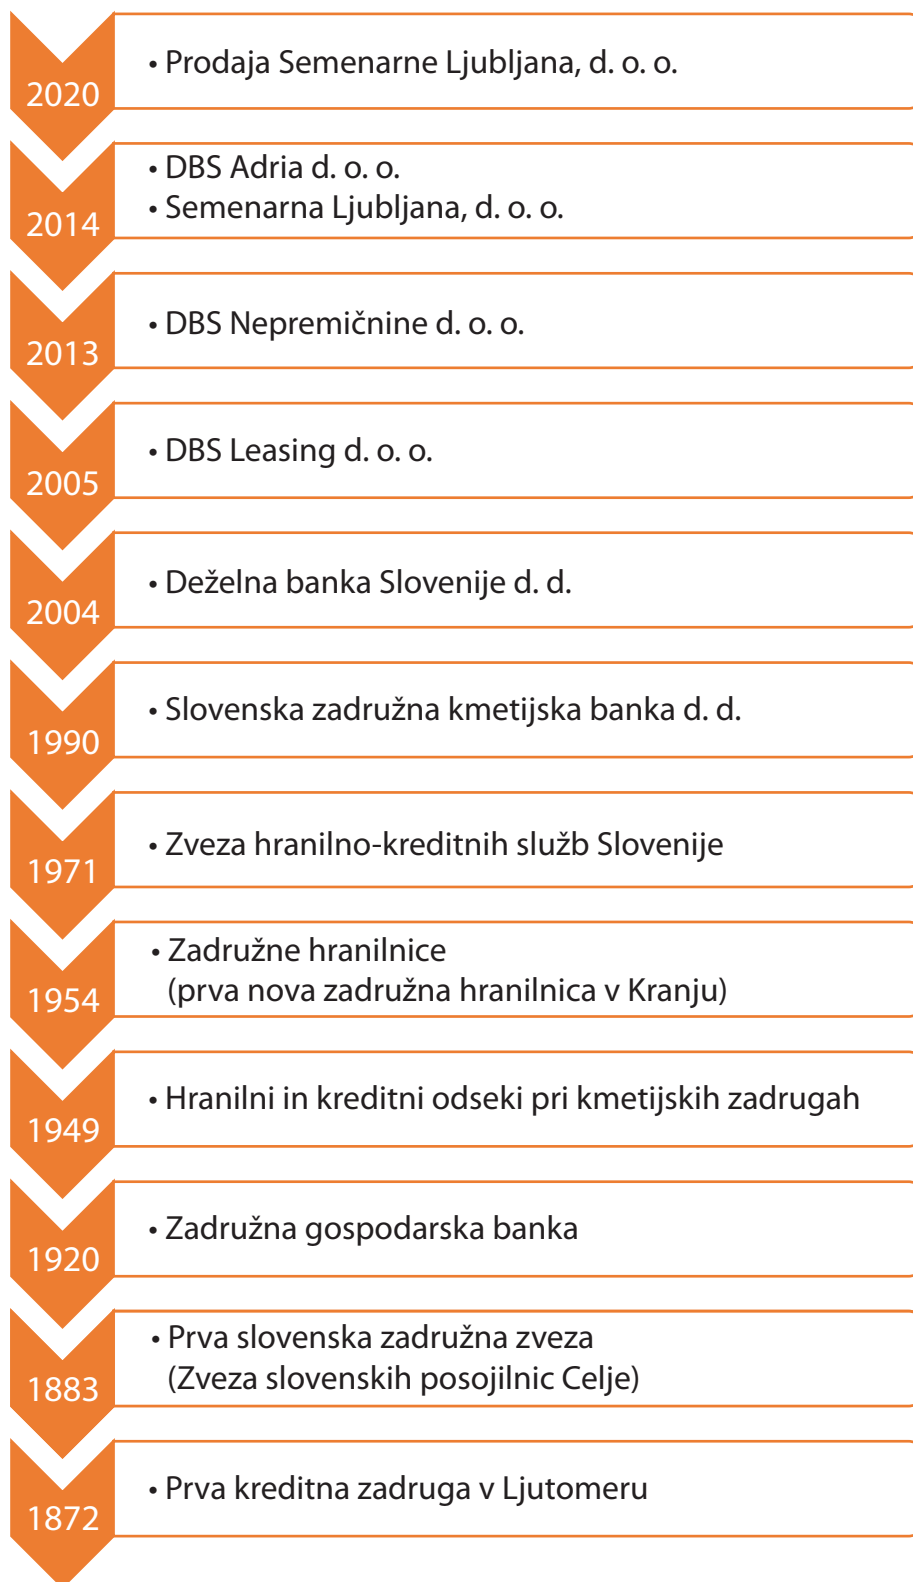 2020
• Prodaja Semenarne Ljubljana, d. o. o.
2014
• DBS Adria d. o. o.
• Semenarna Ljubljana, d. o. o.
2013
• DBS Nepremičnine d. o. o.
2005
• DBS Leasing d. o. o.
2004
• Deželna banka Slovenije d. d.
1990
• Slovenska zadružna kmetijska banka d. d.
1971
• Zveza hranilno-kreditnih služb Slovenije
1954
• Zadružne hranilnice
(prva nova zadružna hranilnica v Kranju)
1949
• Hranilni in kreditni odseki pri kmetijskih zadrugah
1920
• Zadružna gospodarska banka
1883
• Prva slovenska zadružna zveza
(Zveza slovenskih posojilnic Celje)
1872
• Prva kreditna zadruga v Ljutomeru